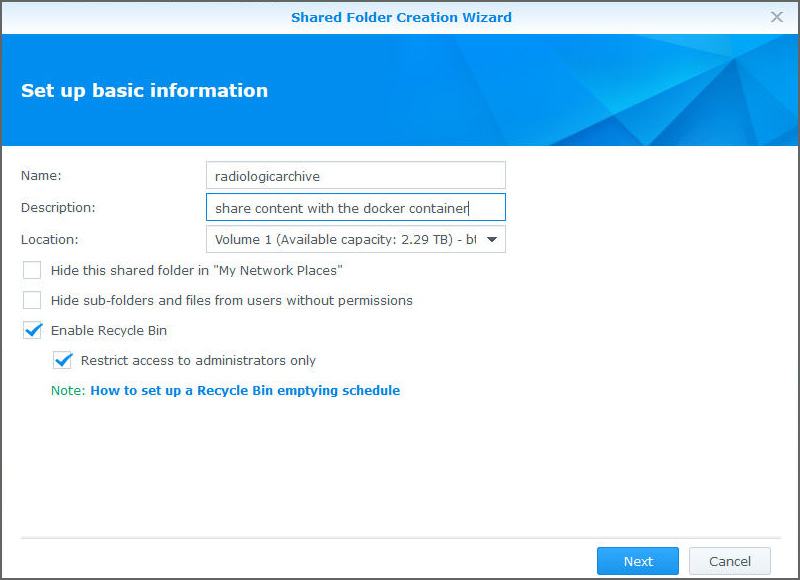 Shared Folder Creation Wizard
Set up basic information
Name: radiologicarchive
Description: share content with the docker container
Location: Volume 1 (Available capacity: 2.29 TB) -
Hide this shared folder in "My Network Places"
Hide sub-folders and files from users without permissions
Enable Recycle Bin
Restrict access to administrators only
Note: How to set up a Recycle Bin emptying schedule
Next Cancel